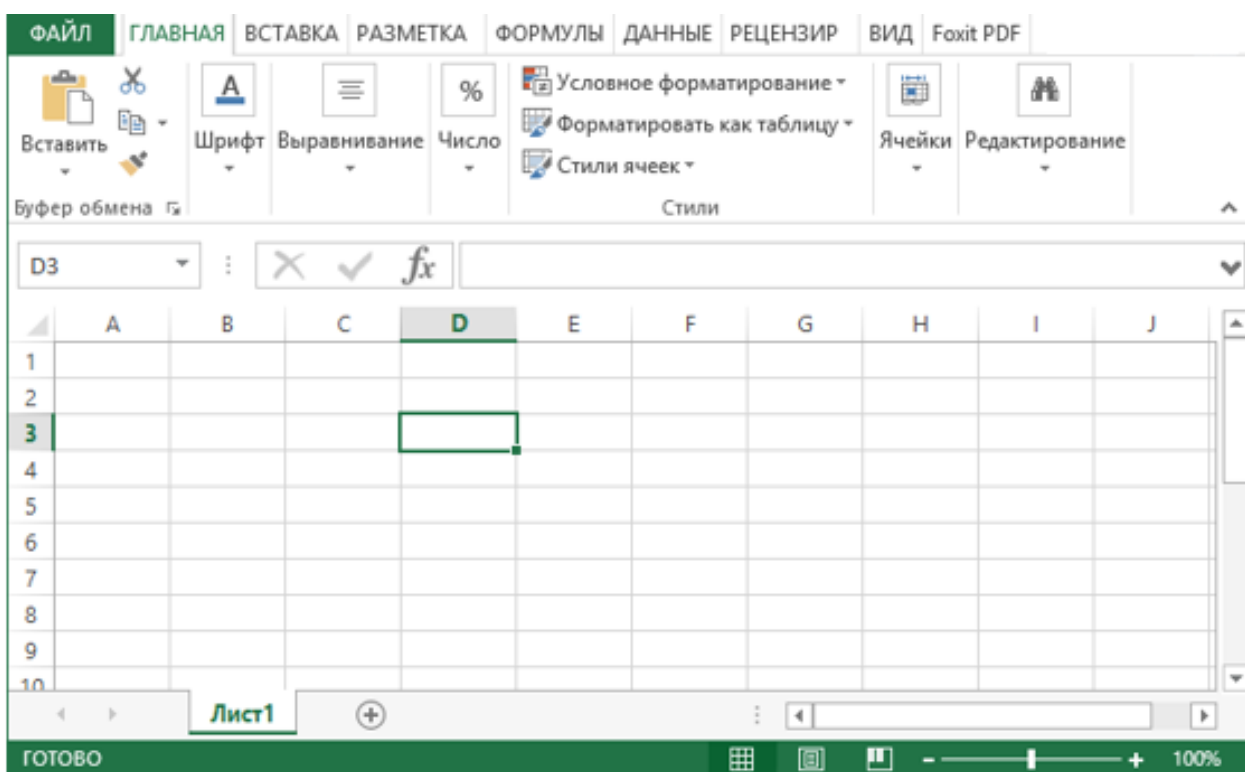 ФАЙЛ ГЛАВНАЯ ВСТАВКА РАЗМЕТКА ФОРМУЛЫ ДАННЫЕ РЕЦЕНЗИР ВИД Foxit PDF
Вставить
Шрифт Выравнивание Число
Условное форматирование
Форматировать как таблицу
Стили ячеек
Ячейки Редактирование
Буфер обмена
Стили
D3 fx
A B C D E F G H I J
1
2
3
4
5
6
7
8
9
10
Лист1
ГОТОВО 100%